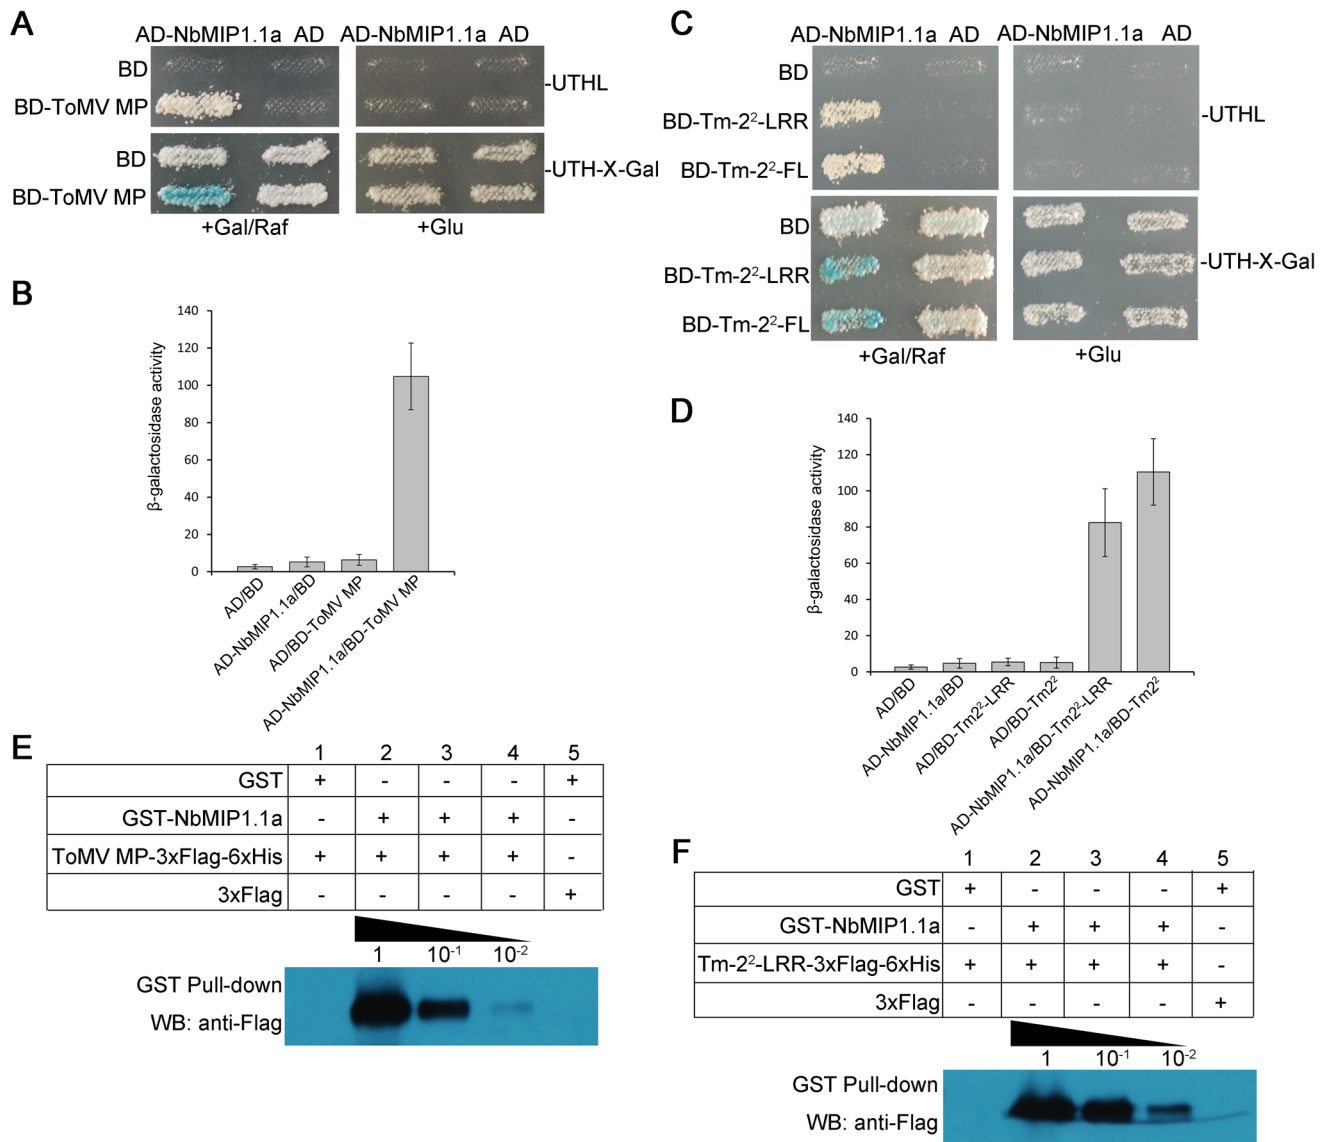 A
AD-NbMIP1.1a AD AD-NbMIP1.1a AD
BD
BD-ToMV MP
-UTHL
BD
BD-ToMV MP
-UTH-X-Gal
+Gal/Raf +Glu
B
β-galactosidase activity
140
120
100
80
60
40
20
0
AD/BD
AD-NbMIP1.1a/BD
AD/BD-ToMV MP
AD-NbMIP1.1a/BD-ToMV MP
C
AD-NbMIP1.1a AD AD-NbMIP1.1a AD
BD
BD-Tm-2²-LRR
BD-Tm-2²-FL
-UTHL
BD
BD-Tm-2²-LRR
BD-Tm-2²-FL
-UTH-X-Gal
+Gal/Raf +Glu
D
β-galactosidase activity
140
120
100
80
60
40
20
0
AD/BD
AD-NbMIP1.1a/BD
AD/BD-Tm2²-LRR
AD/BD-Tm2²
AD-NbMIP1.1a/BD-Tm2²-LRR
AD-NbMIP1.1a/BD-Tm2²
E
1 2 3 4 5
GST + - - - +
GST-NbMIP1.1a - + + + -
ToMV MP-3xFlag-6xHis + + + + -
3xFlag - - - - +
1 10⁻¹ 10⁻²
GST Pull-down
WB: anti-Flag
F
1 2 3 4 5
GST + - - - +
GST-NbMIP1.1a - + + + -
Tm-2²-LRR-3xFlag-6xHis + + + + -
3xFlag - - - - +
1 10⁻¹ 10⁻²
GST Pull-down
WB: anti-Flag